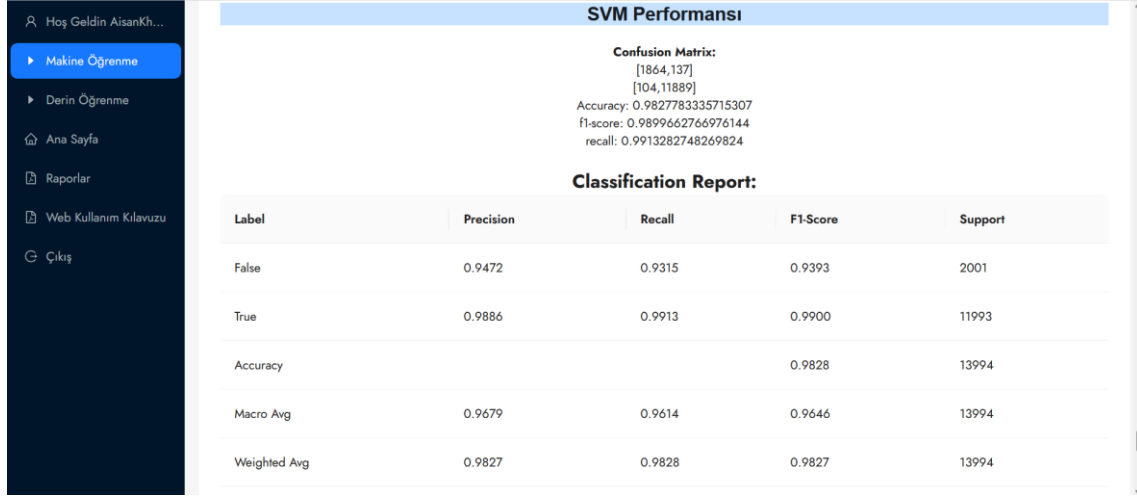 Hoş Geldin AisanKh...
Makine Öğrenme
Derin Öğrenme
Ana Sayfa
Raporlar
Web Kullanım Kılavuzu
Çıkış
SVM Performansı
Confusion Matrix:
[1864,137]
[104,11889]
Accuracy: 0.9827783335715307
f1-score: 0.9899662766976144
recall: 0.9913282748269824
Classification Report:
Label Precision Recall F1-Score Support
False 0.9472 0.9315 0.9393 2001
True 0.9886 0.9913 0.9900 11993
Accuracy 0.9828 13994
Macro Avg 0.9679 0.9614 0.9646 13994
Weighted Avg 0.9827 0.9828 0.9827 13994